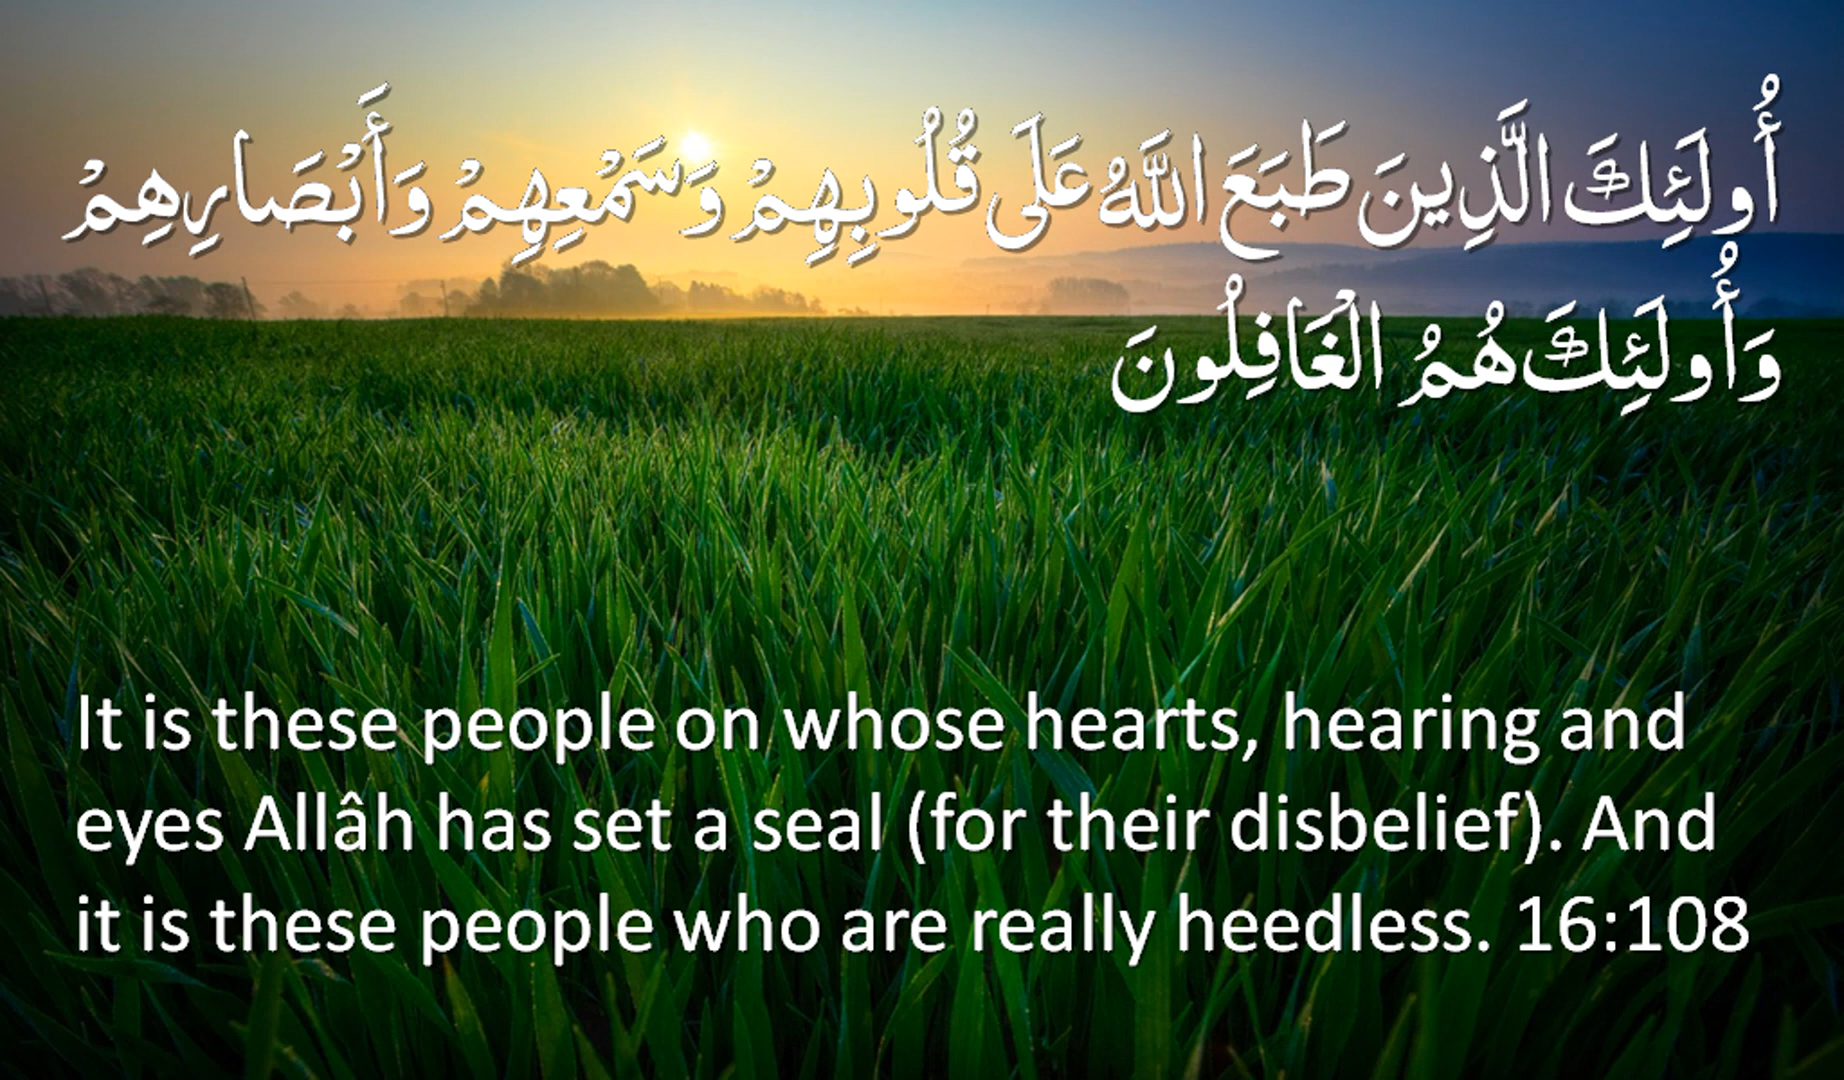 أُولَئِكَ الَّذِينَ طَبَعَ اللَّهُ عَلَى قُلُوبِهِمْ وَسَمْعِهِمْ وَأَبْصَارِهِمْ
وَأُولَئِكَ هُمُ الْغَافِلُونَ
It is these people on whose hearts, hearing and
eyes Allâh has set a seal (for their disbelief). And
it is these people who are really heedless. 16:108